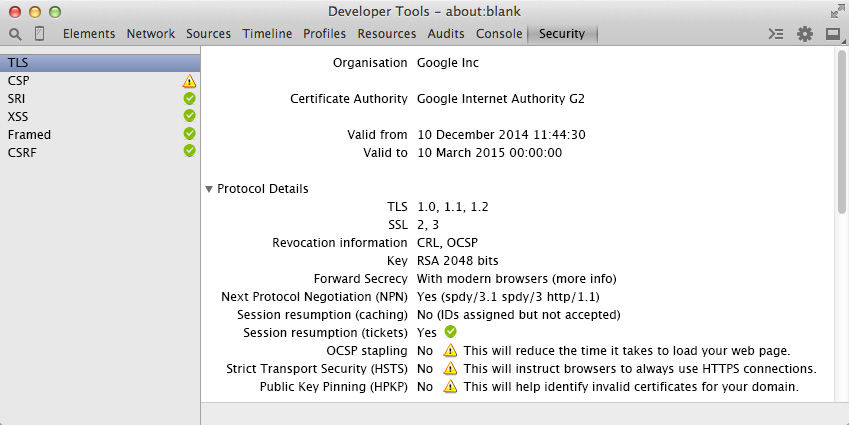 Developer Tools – about:blank
Elements Network Sources Timeline Profiles Resources Audits Console Security
TLS
CSP
SRI
XSS
Framed
CSRF
Organisation Google Inc
Certificate Authority Google Internet Authority G2
Valid from 10 December 2014 11:44:30
Valid to 10 March 2015 00:00:00
Protocol Details
TLS 1.0, 1.1, 1.2
SSL 2, 3
Revocation information CRL, OCSP
Key RSA 2048 bits
Forward Secrecy With modern browsers (more info)
Next Protocol Negotiation (NPN) Yes (spdy/3.1 spdy/3 http/1.1)
Session resumption (caching) No (IDs assigned but not accepted)
Session resumption (tickets) Yes
OCSP stapling No This will reduce the time it takes to load your web page.
Strict Transport Security (HSTS) No This will instruct browsers to always use HTTPS connections.
Public Key Pinning (HPKP) No This will help identify invalid certificates for your domain.